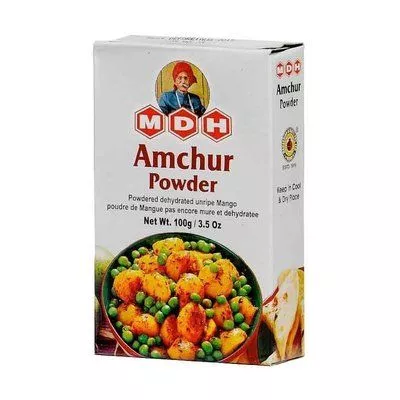 MDH
Amchur
Powder
Powdered dehydrated unripe Mango
poudre de Mangue pas encore mure et dehydratee
Net Wt. 100g / 3.5 Oz
MDH
Amchur
Powder
Keep in Cool
& Dry Place